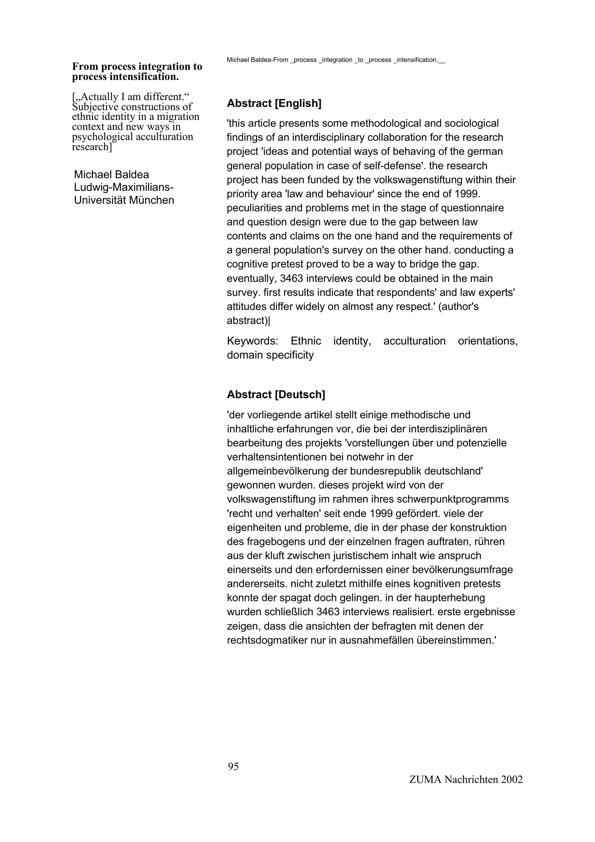 Michael Baldea-From _process _integration _to _process _intensification.__
From process integration to
process intensification.
[„Actually I am different.“
Subjective constructions of
ethnic identity in a migration
context and new ways in
psychological acculturation
research]
Michael Baldea
Ludwig-Maximilians-
Universität München
Abstract [English]
'this article presents some methodological and sociological
findings of an interdisciplinary collaboration for the research
project 'ideas and potential ways of behaving of the german
general population in case of self-defense'. the research
project has been funded by the volkswagenstiftung within their
priority area 'law and behaviour' since the end of 1999.
peculiarities and problems met in the stage of questionnaire
and question design were due to the gap between law
contents and claims on the one hand and the requirements of
a general population's survey on the other hand. conducting a
cognitive pretest proved to be a way to bridge the gap.
eventually, 3463 interviews could be obtained in the main
survey. first results indicate that respondents' and law experts'
attitudes differ widely on almost any respect.' (author's
abstract)|
Keywords: Ethnic identity, acculturation orientations,
domain specificity
Abstract [Deutsch]
'der vorliegende artikel stellt einige methodische und
inhaltliche erfahrungen vor, die bei der interdisziplinären
bearbeitung des projekts 'vorstellungen über und potenzielle
verhaltensintentionen bei notwehr in der
allgemeinbevölkerung der bundesrepublik deutschland'
gewonnen wurden. dieses projekt wird von der
volkswagenstiftung im rahmen ihres schwerpunktprogramms
'recht und verhalten' seit ende 1999 gefördert. viele der
eigenheiten und probleme, die in der phase der konstruktion
des fragebogens und der einzelnen fragen auftraten, rühren
aus der kluft zwischen juristischem inhalt wie anspruch
einerseits und den erfordernissen einer bevölkerungsumfrage
andererseits. nicht zuletzt mithilfe eines kognitiven pretests
konnte der spagat doch gelingen. in der haupterhebung
wurden schließlich 3463 interviews realisiert. erste ergebnisse
zeigen, dass die ansichten der befragten mit denen der
rechtsdogmatiker nur in ausnahmefällen übereinstimmen.'
95
ZUMA Nachrichten 2002